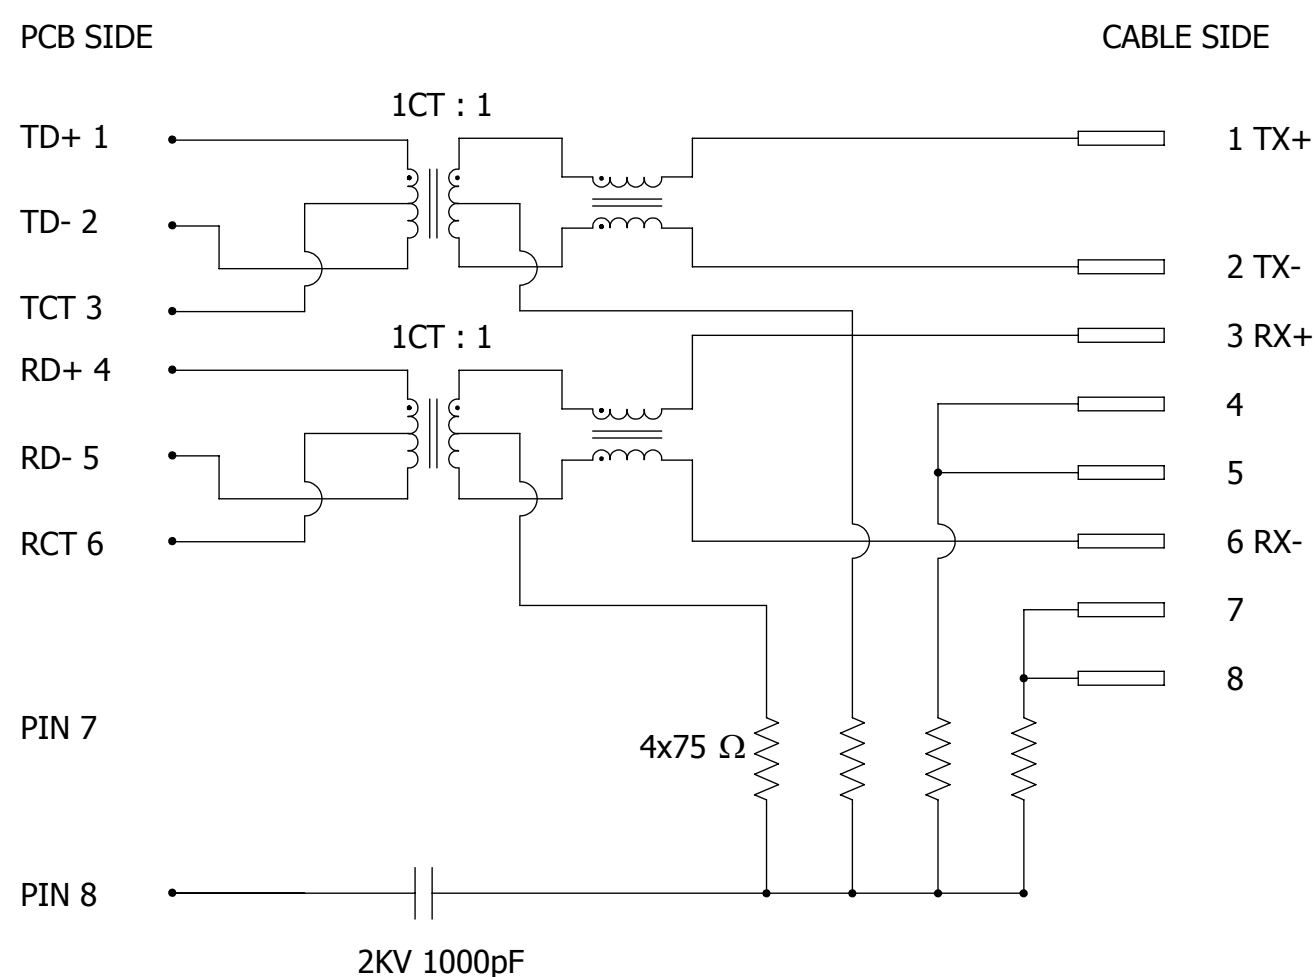 PCB SIDE
CABLE SIDE
1CT : 1
TD+ 1
1 TX+
TD- 2
2 TX-
TCT 3
1CT : 1
3 RX+
RD+ 4
4
RD- 5
5
RCT 6
6 RX-
7
8
PIN 7
4x75 Ω
PIN 8
2KV 1000pF